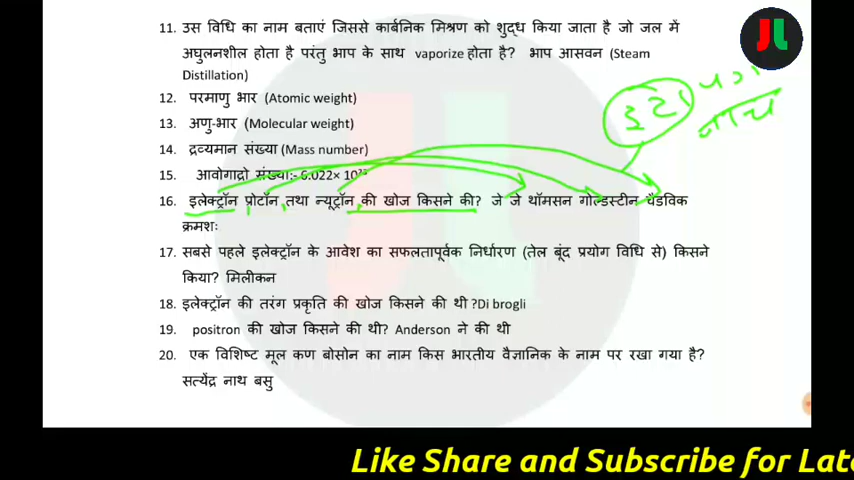 11. उस विधि का नाम बताएं जिससे कार्बनिक मिश्रण को शुद्ध किया जाता है जो जल में
अघुलनशील होता है परंतु भाप के साथ vaporize होता है? भाप आसवन (Steam
Distillation)
12. परमाणु भार (Atomic weight)
13. अणु-भार (Molecular weight)
14. द्रव्यमान संख्या (Mass number)
15. आवोगाद्रो संख्या:- 6.022× 10²³
16. इलेक्ट्रॉन प्रोटॉन, तथा न्यूट्रॉन की खोज किसने की? जे जे थॉमसन गोल्डस्टीन चैडविक
क्रमशः
17. सबसे पहले इलेक्ट्रॉन के आवेश का सफलतापूर्वक निर्धारण (तेल बूंद प्रयोग विधि से) किसने
किया? मिलीकन
18. इलेक्ट्रॉन की तरंग प्रकृति की खोज किसने की थी ?Di brogli
19. positron की खोज किसने की थी? Anderson ने की थी
20. एक विशिष्ट मूल कण बोसोन का नाम किस भारतीय वैज्ञानिक के नाम पर रखा गया है?
सत्येंद्र नाथ बसु
Like Share and Subscribe for Late